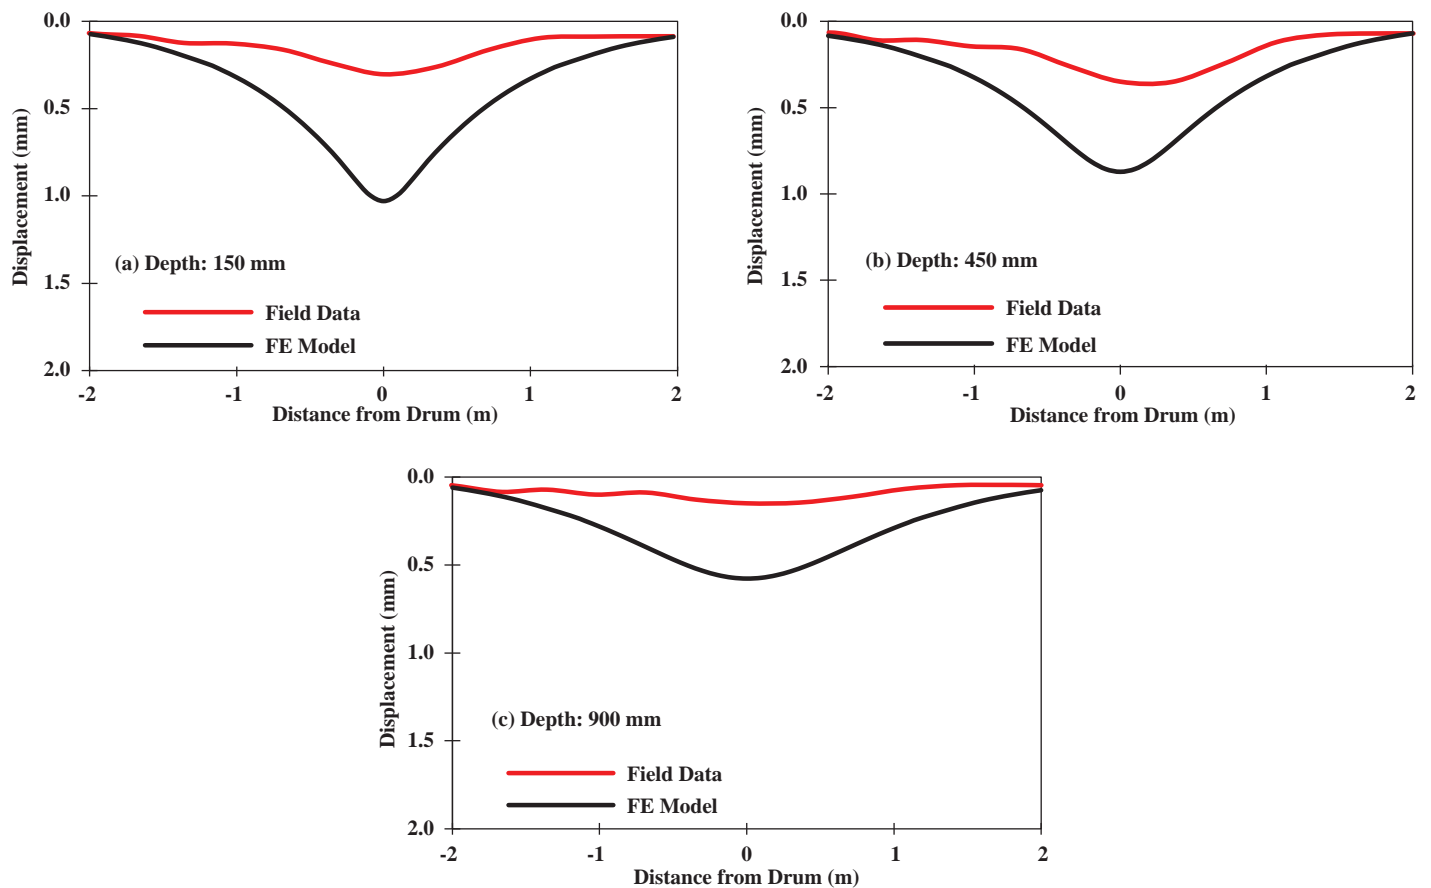 0.0
0.5
1.0
1.5
2.0
Displacement (mm)
(a) Depth: 150 mm
Field Data
FE Model
-2 -1 0 1 2
Distance from Drum (m)
0.0
0.5
1.0
1.5
2.0
Displacement (mm)
(b) Depth: 450 mm
Field Data
FE Model
-2 -1 0 1 2
Distance from Drum (m)
0.0
0.5
1.0
1.5
2.0
Displacement (mm)
(c) Depth: 900 mm
Field Data
FE Model
-2 -1 0 1 2
Distance from Drum (m)